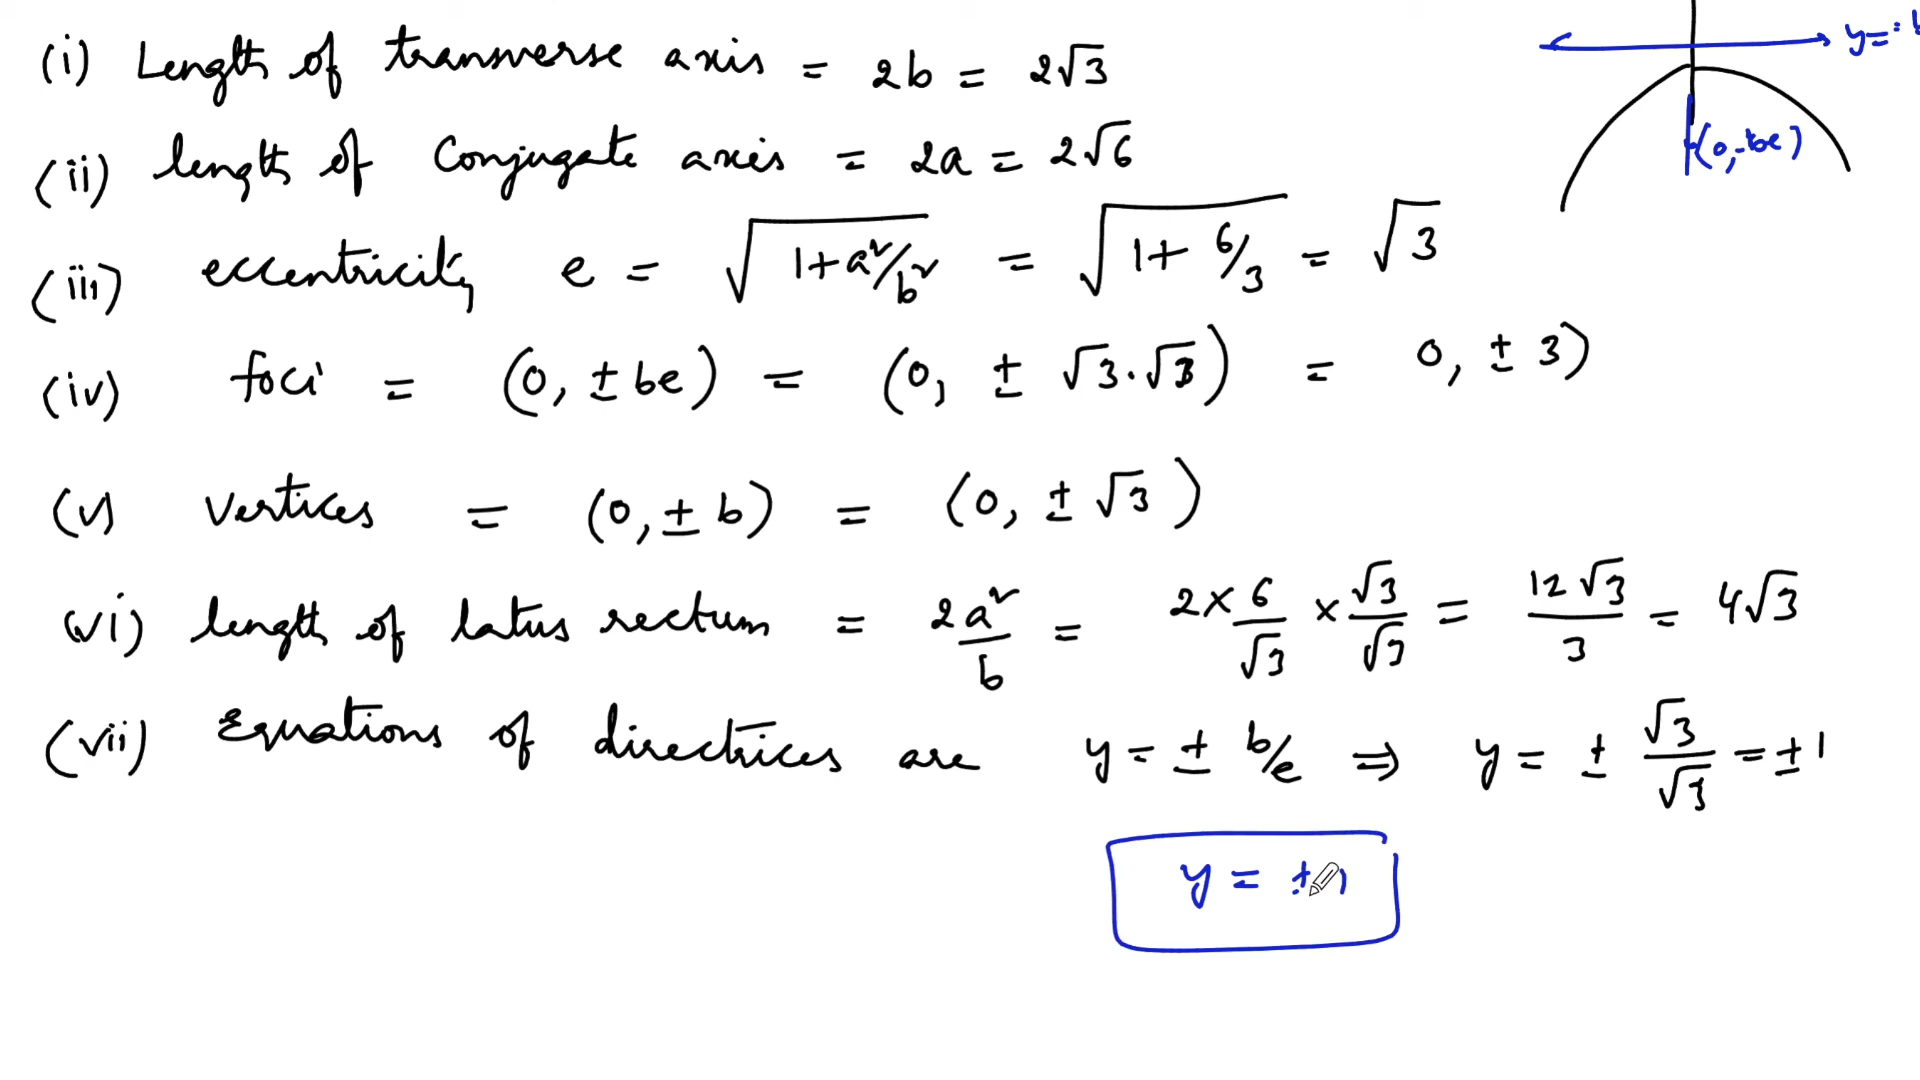 (i) Length of transverse axis = 2b = 2√3
y=
(0,-be)
(ii) length of Conjugate axis = 2a = 2√6
(iii) eccentricity e = √(1+a²/b²) = √(1+6/3) = √3
(iv) foci = (0, ± be) = (0, ± √3·√3) = 0, ± 3)
(v) vertices = (0, ± b) = (0, ± √3)
(vi) length of latus rectum = 2a²/b = 2×6/√3 × √3/√3 = 12√3/3 = 4√3
(vii) Equations of directrices are y = ± b/e ⇒ y = ± √3/√3 = ±1
y = ±1